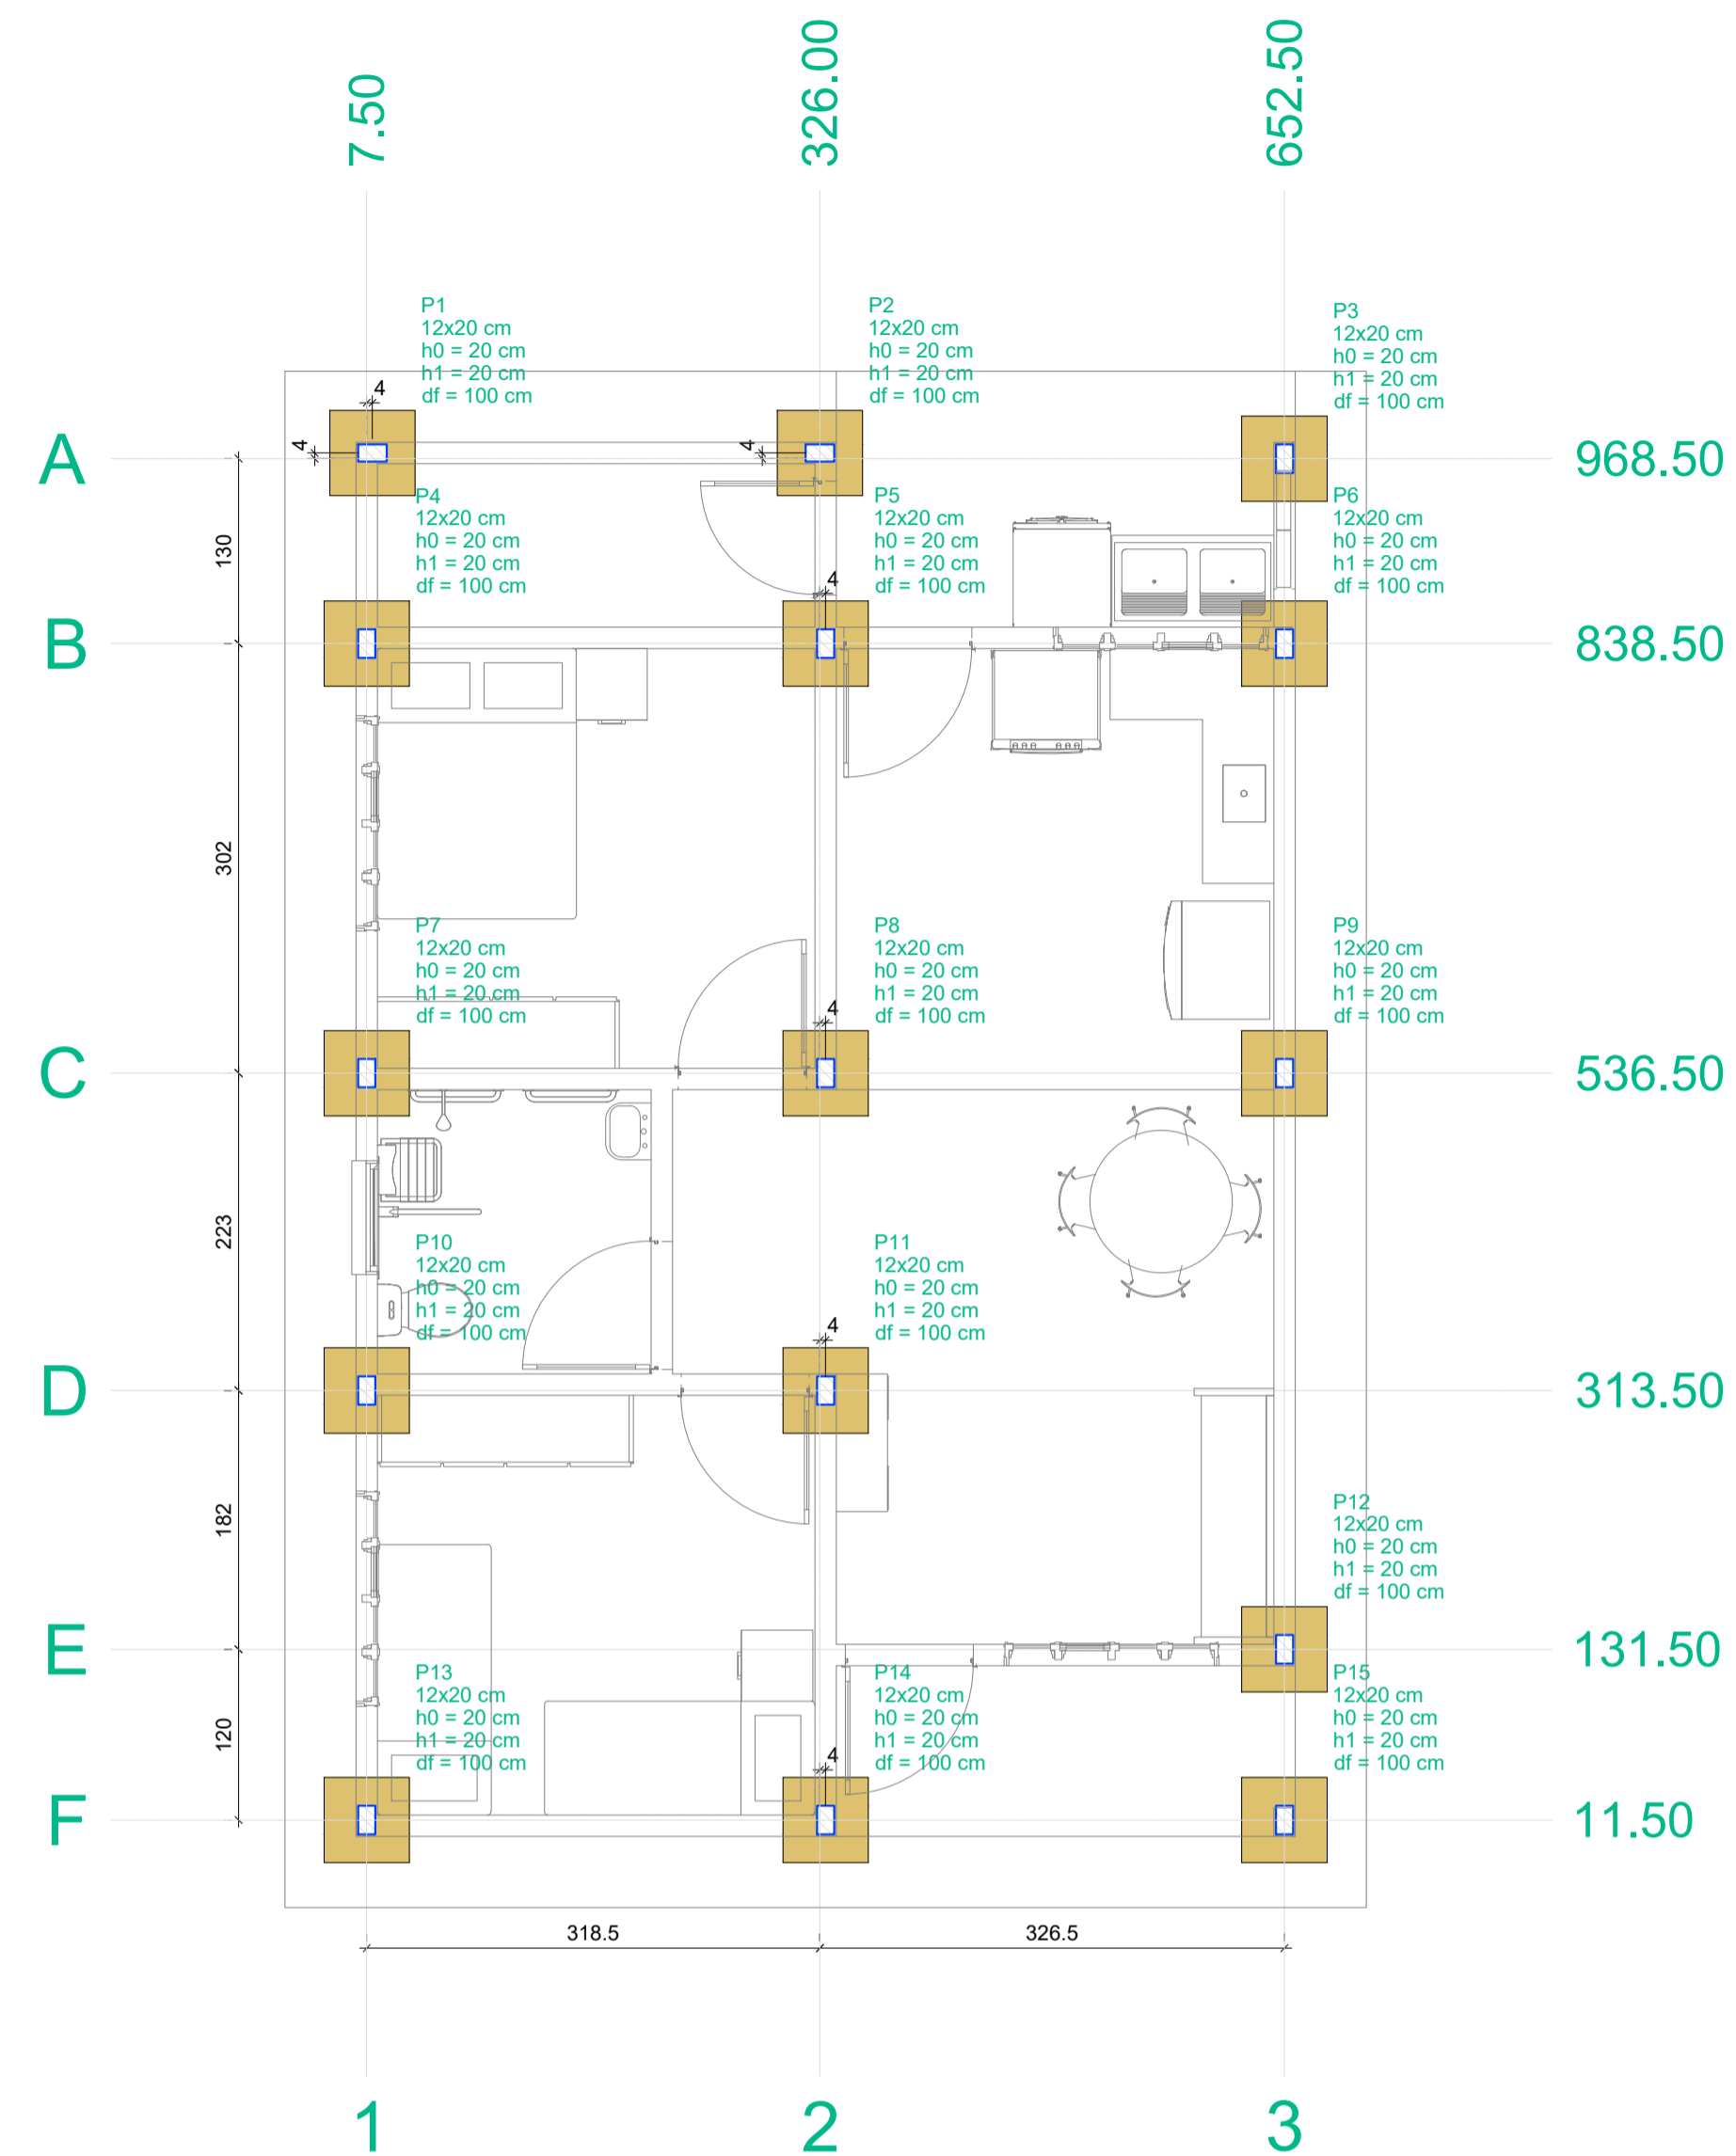 7.50
326.00
652.50
P1
12x20 cm
h0 = 20 cm
h1 = 20 cm
df = 100 cm
P2
12x20 cm
h0 = 20 cm
h1 = 20 cm
df = 100 cm
P3
12x20 cm
h0 = 20 cm
h1 = 20 cm
df = 100 cm
4
4
4
A
968.50
130
P4
12x20 cm
h0 = 20 cm
h1 = 20 cm
df = 100 cm
P5
12x20 cm
h0 = 20 cm
h1 = 20 cm
df = 100 cm
P6
12x20 cm
h0 = 20 cm
h1 = 20 cm
df = 100 cm
4
B
838.50
302
P7
12x20 cm
h0 = 20 cm
h1 = 20 cm
df = 100 cm
P8
12x20 cm
h0 = 20 cm
h1 = 20 cm
df = 100 cm
P9
12x20 cm
h0 = 20 cm
h1 = 20 cm
df = 100 cm
4
C
536.50
223
P10
12x20 cm
h0 = 20 cm
h1 = 20 cm
df = 100 cm
P11
12x20 cm
h0 = 20 cm
h1 = 20 cm
df = 100 cm
4
D
313.50
182
P12
12x20 cm
h0 = 20 cm
h1 = 20 cm
df = 100 cm
E
131.50
120
P13
12x20 cm
h0 = 20 cm
h1 = 20 cm
df = 100 cm
P14
12x20 cm
h0 = 20 cm
h1 = 20 cm
df = 100 cm
P15
12x20 cm
h0 = 20 cm
h1 = 20 cm
df = 100 cm
4
F
11.50
318.5
326.5
1
2
3